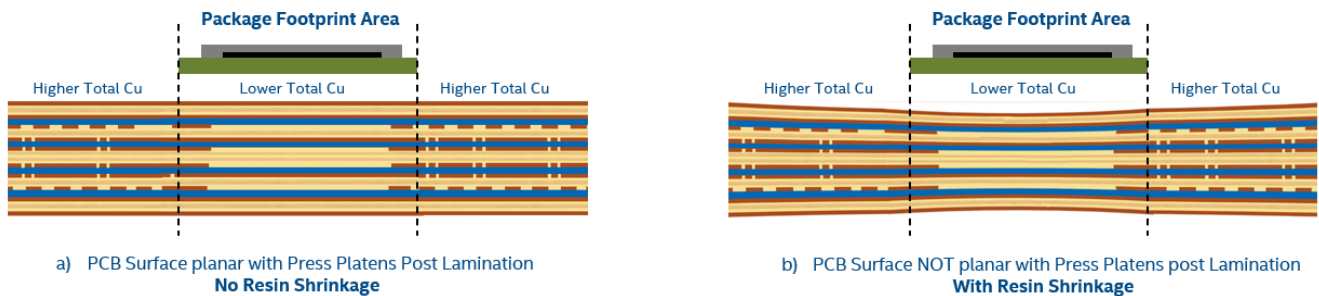 Package Footprint Area
Higher Total Cu
Lower Total Cu
Higher Total Cu
a) PCB Surface planar with Press Platens Post Lamination
No Resin Shrinkage
Package Footprint Area
Higher Total Cu
Lower Total Cu
Higher Total Cu
b) PCB Surface NOT planar with Press Platens post Lamination
With Resin Shrinkage